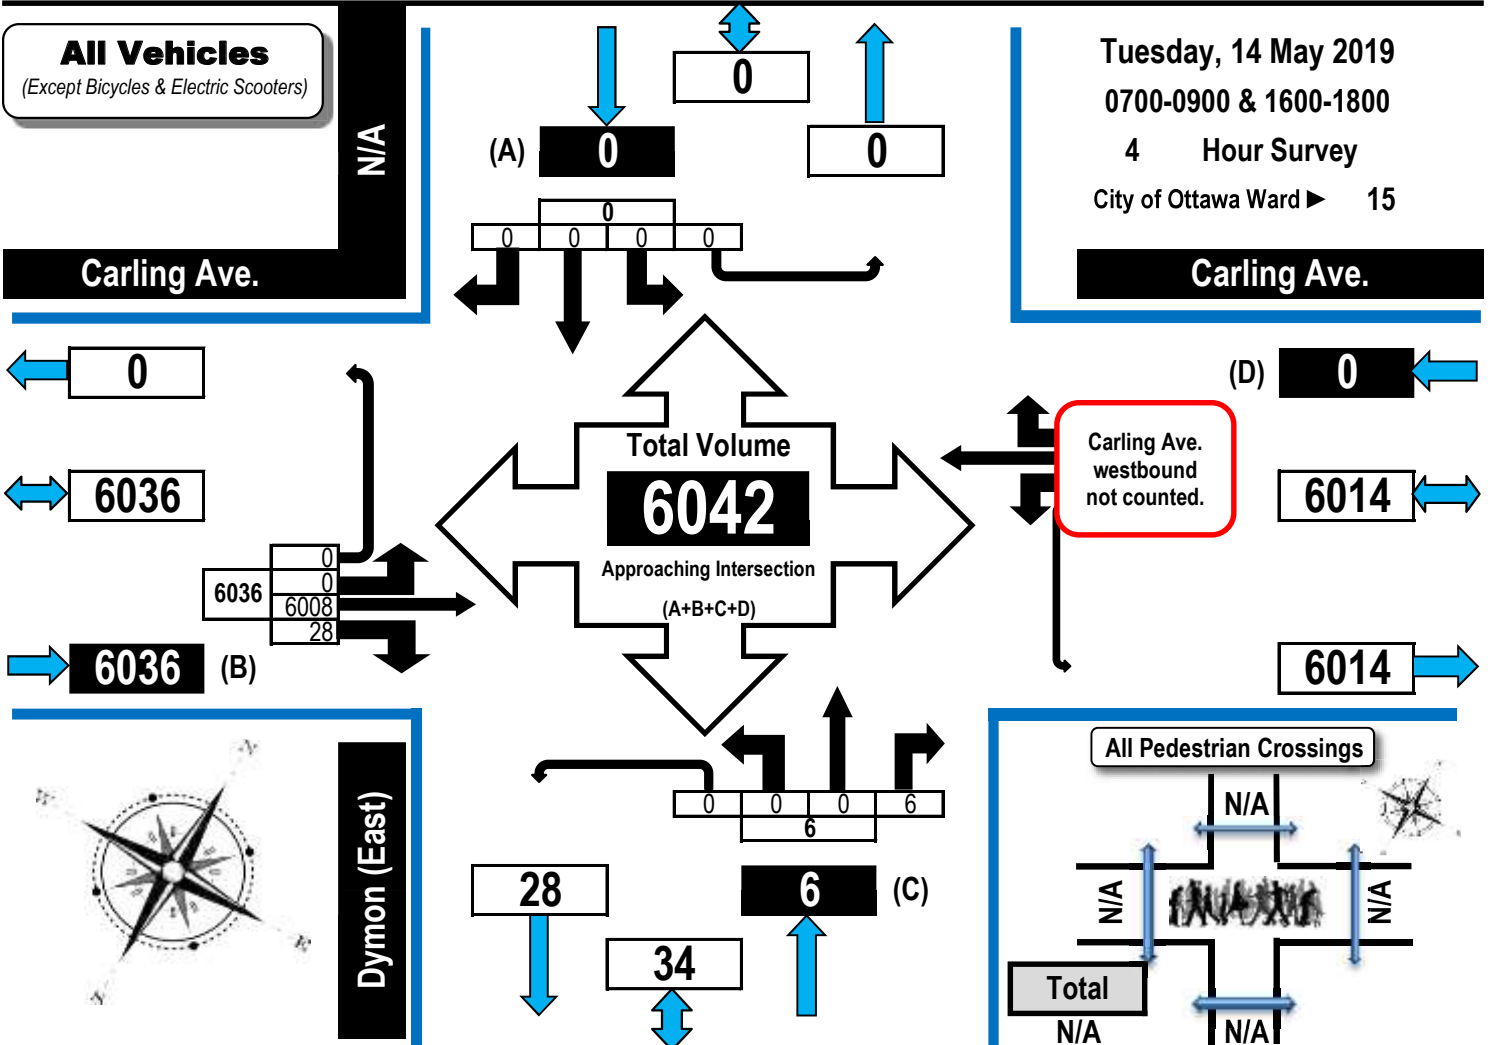 All Vehicles
(Except Bicycles & Electric Scooters)
N/A
Carling Ave.
0
(A) 0
0
0
0 0 0 0
Tuesday, 14 May 2019
0700-0900 & 1600-1800
4 Hour Survey
City of Ottawa Ward ► 15
Carling Ave.
0
6036
0
0
6036
6008
28
6036 (B)
Total Volume
6042
Approaching Intersection
(A+B+C+D)
(D) 0
Carling Ave.
westbound
not counted.
6014
6014
N
W
E
S
Dymon (East)
0 0 0 6
6
28
6 (C)
34
All Pedestrian Crossings
N/A
N/A
N/A
Total
N/A
N/A